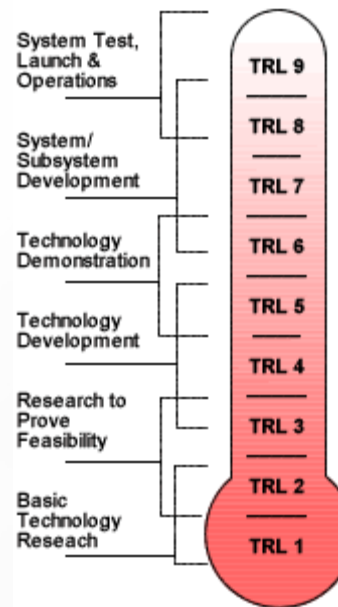 System Test,
Launch &
Operations
System/
Subsystem
Development
Technology
Demonstration
Technology
Development
Research to
Prove
Feasibility
Basic
Technology
Reseach
TRL 9
TRL 8
TRL 7
TRL 6
TRL 5
TRL 4
TRL 3
TRL 2
TRL 1